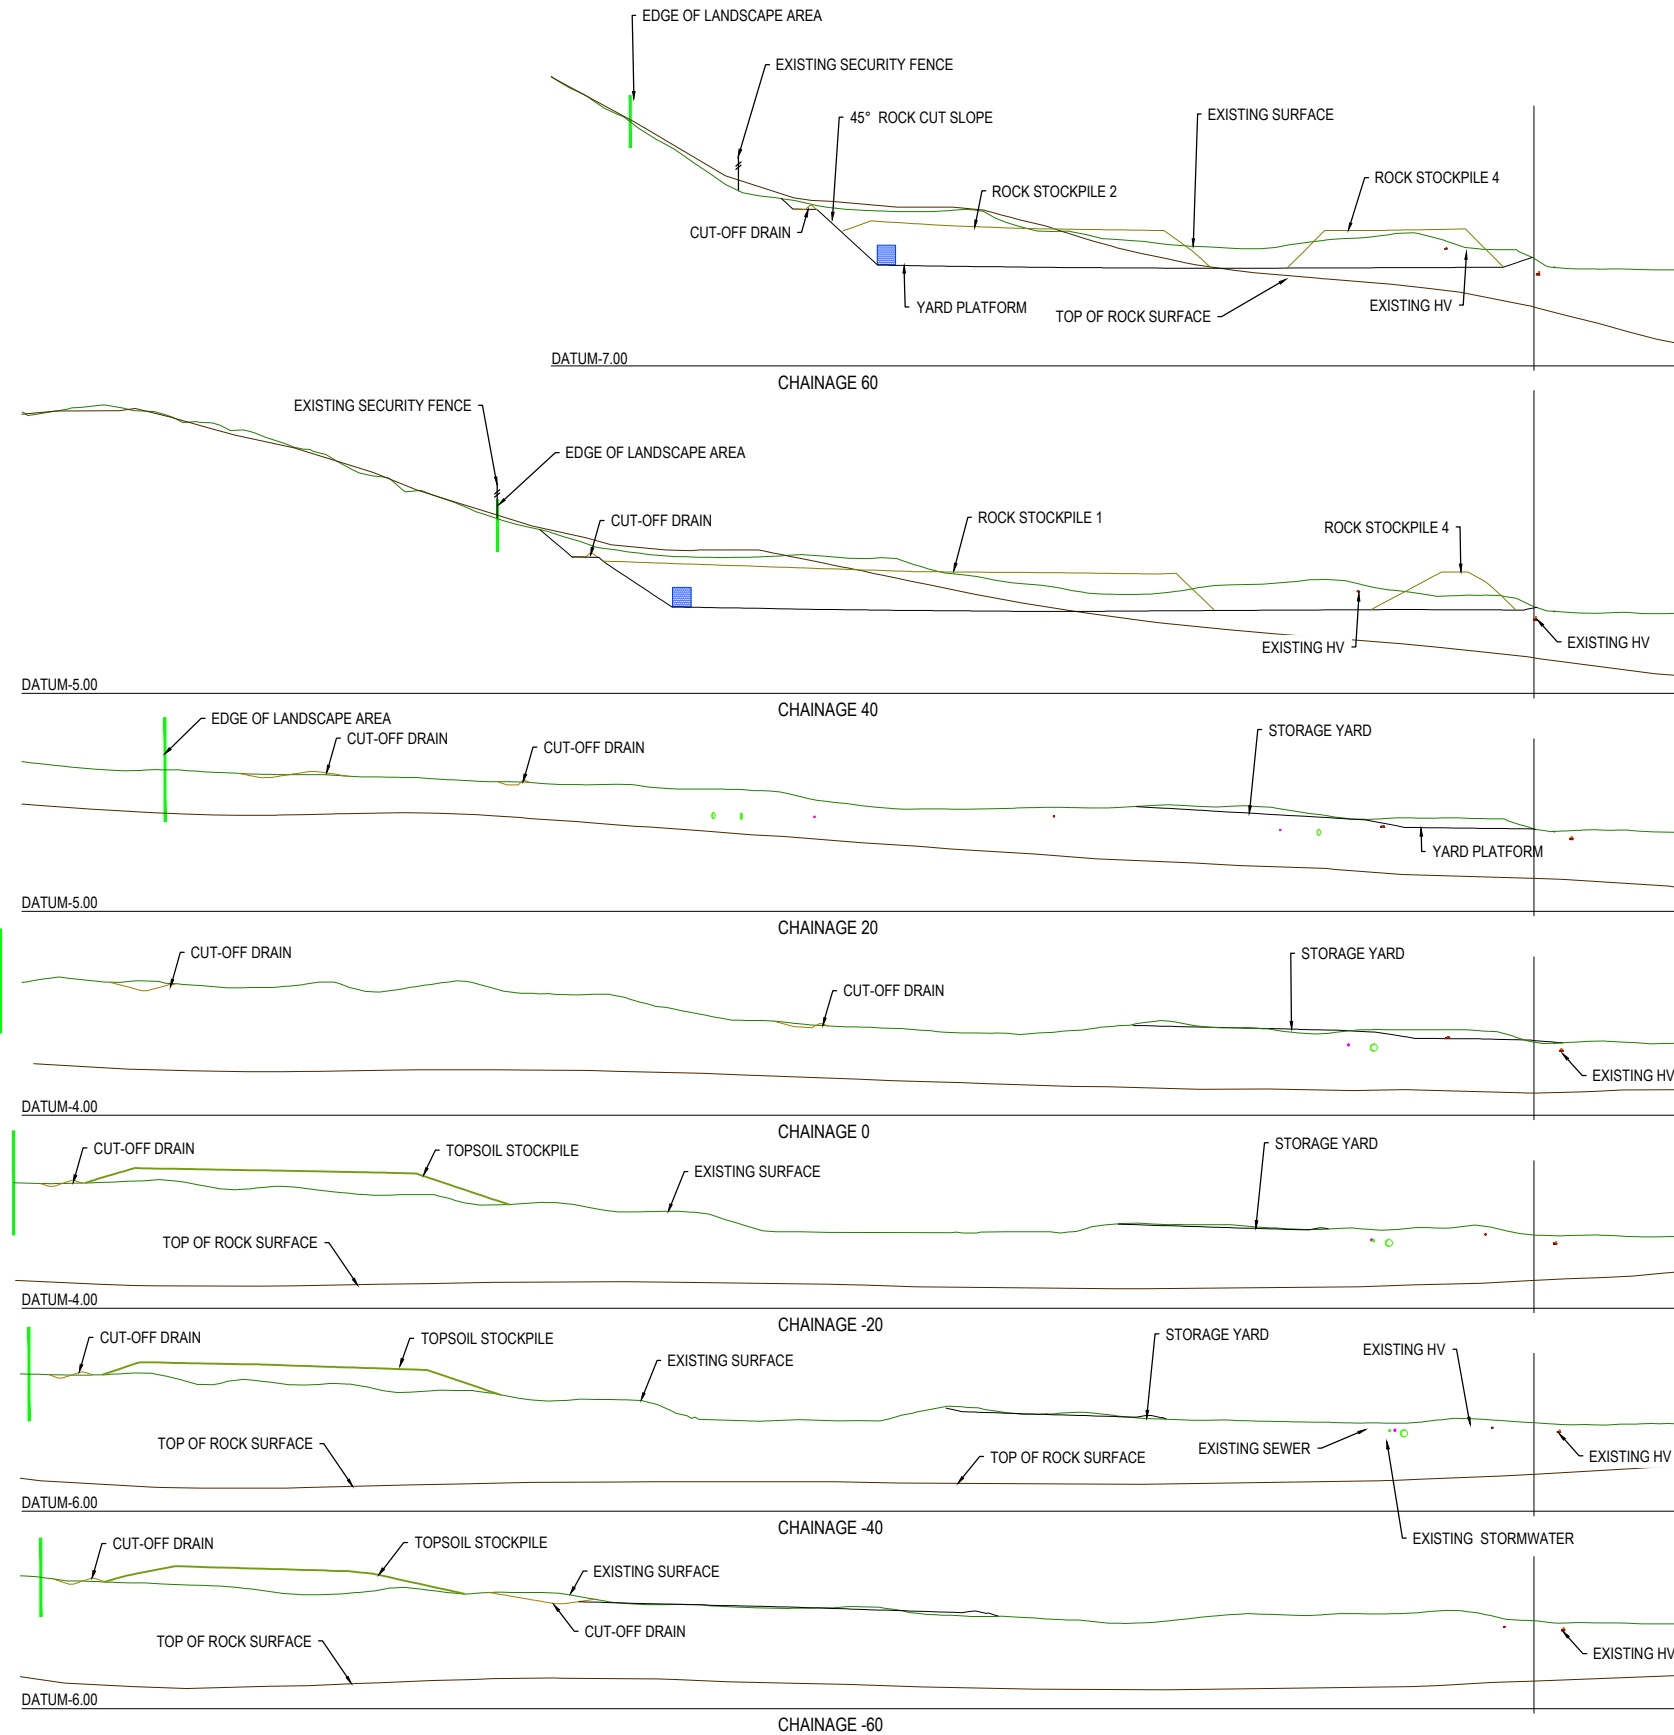 EDGE OF LANDSCAPE AREA
EXISTING SECURITY FENCE
45° ROCK CUT SLOPE
EXISTING SURFACE
ROCK STOCKPILE 2
ROCK STOCKPILE 4
CUT-OFF DRAIN
YARD PLATFORM
TOP OF ROCK SURFACE
EXISTING HV
DATUM-7.00
CHAINAGE 60
EXISTING SECURITY FENCE
EDGE OF LANDSCAPE AREA
CUT-OFF DRAIN
ROCK STOCKPILE 1
ROCK STOCKPILE 4
EXISTING HV
EXISTING HV
DATUM-5.00
CHAINAGE 40
EDGE OF LANDSCAPE AREA
CUT-OFF DRAIN
CUT-OFF DRAIN
STORAGE YARD
YARD PLATFORM
DATUM-5.00
CHAINAGE 20
CUT-OFF DRAIN
CUT-OFF DRAIN
STORAGE YARD
EXISTING HV
DATUM-4.00
CHAINAGE 0
CUT-OFF DRAIN
TOPSOIL STOCKPILE
EXISTING SURFACE
STORAGE YARD
TOP OF ROCK SURFACE
DATUM-4.00
CHAINAGE -20
CUT-OFF DRAIN
TOPSOIL STOCKPILE
EXISTING SURFACE
STORAGE YARD
EXISTING HV
TOP OF ROCK SURFACE
TOP OF ROCK SURFACE
EXISTING SEWER
EXISTING HV
DATUM-6.00
CHAINAGE -40
EXISTING STORMWATER
CUT-OFF DRAIN
TOPSOIL STOCKPILE
EXISTING SURFACE
CUT-OFF DRAIN
TOP OF ROCK SURFACE
EXISTING HV
DATUM-6.00
CHAINAGE -60